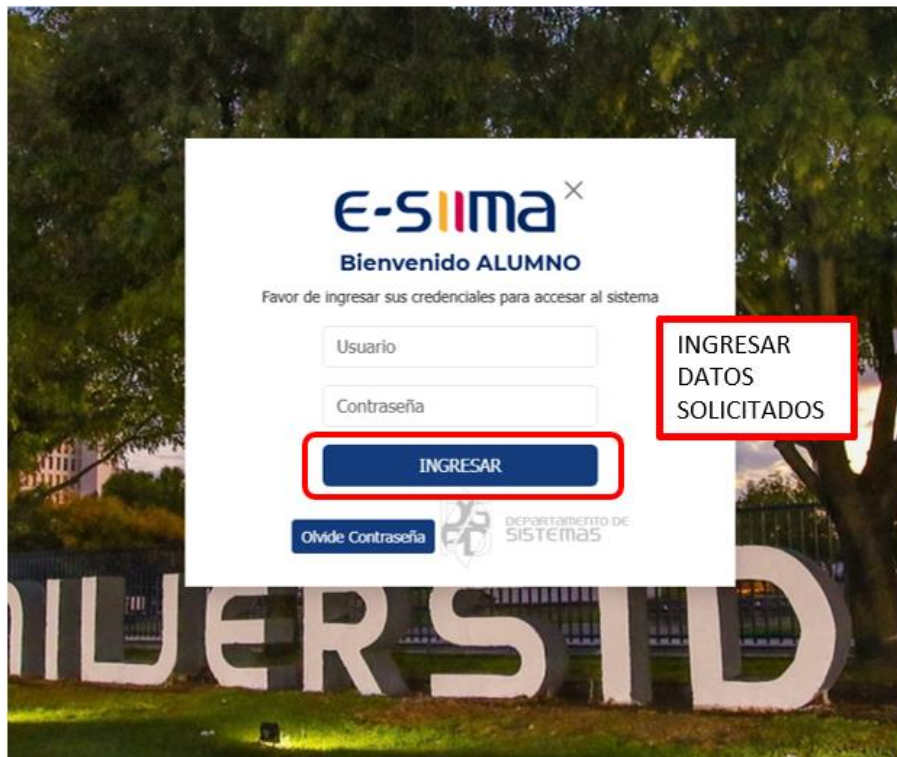 e-siima
Bienvenido ALUMNO
Favor de ingresar sus credenciales para accesar al sistema
Usuario
INGRESAR
DATOS
SOLICITADOS
Contraseña
INGRESAR
Olvide Contraseña
DEPARTAMENTO DE
SISTEMAS
NIVERSID